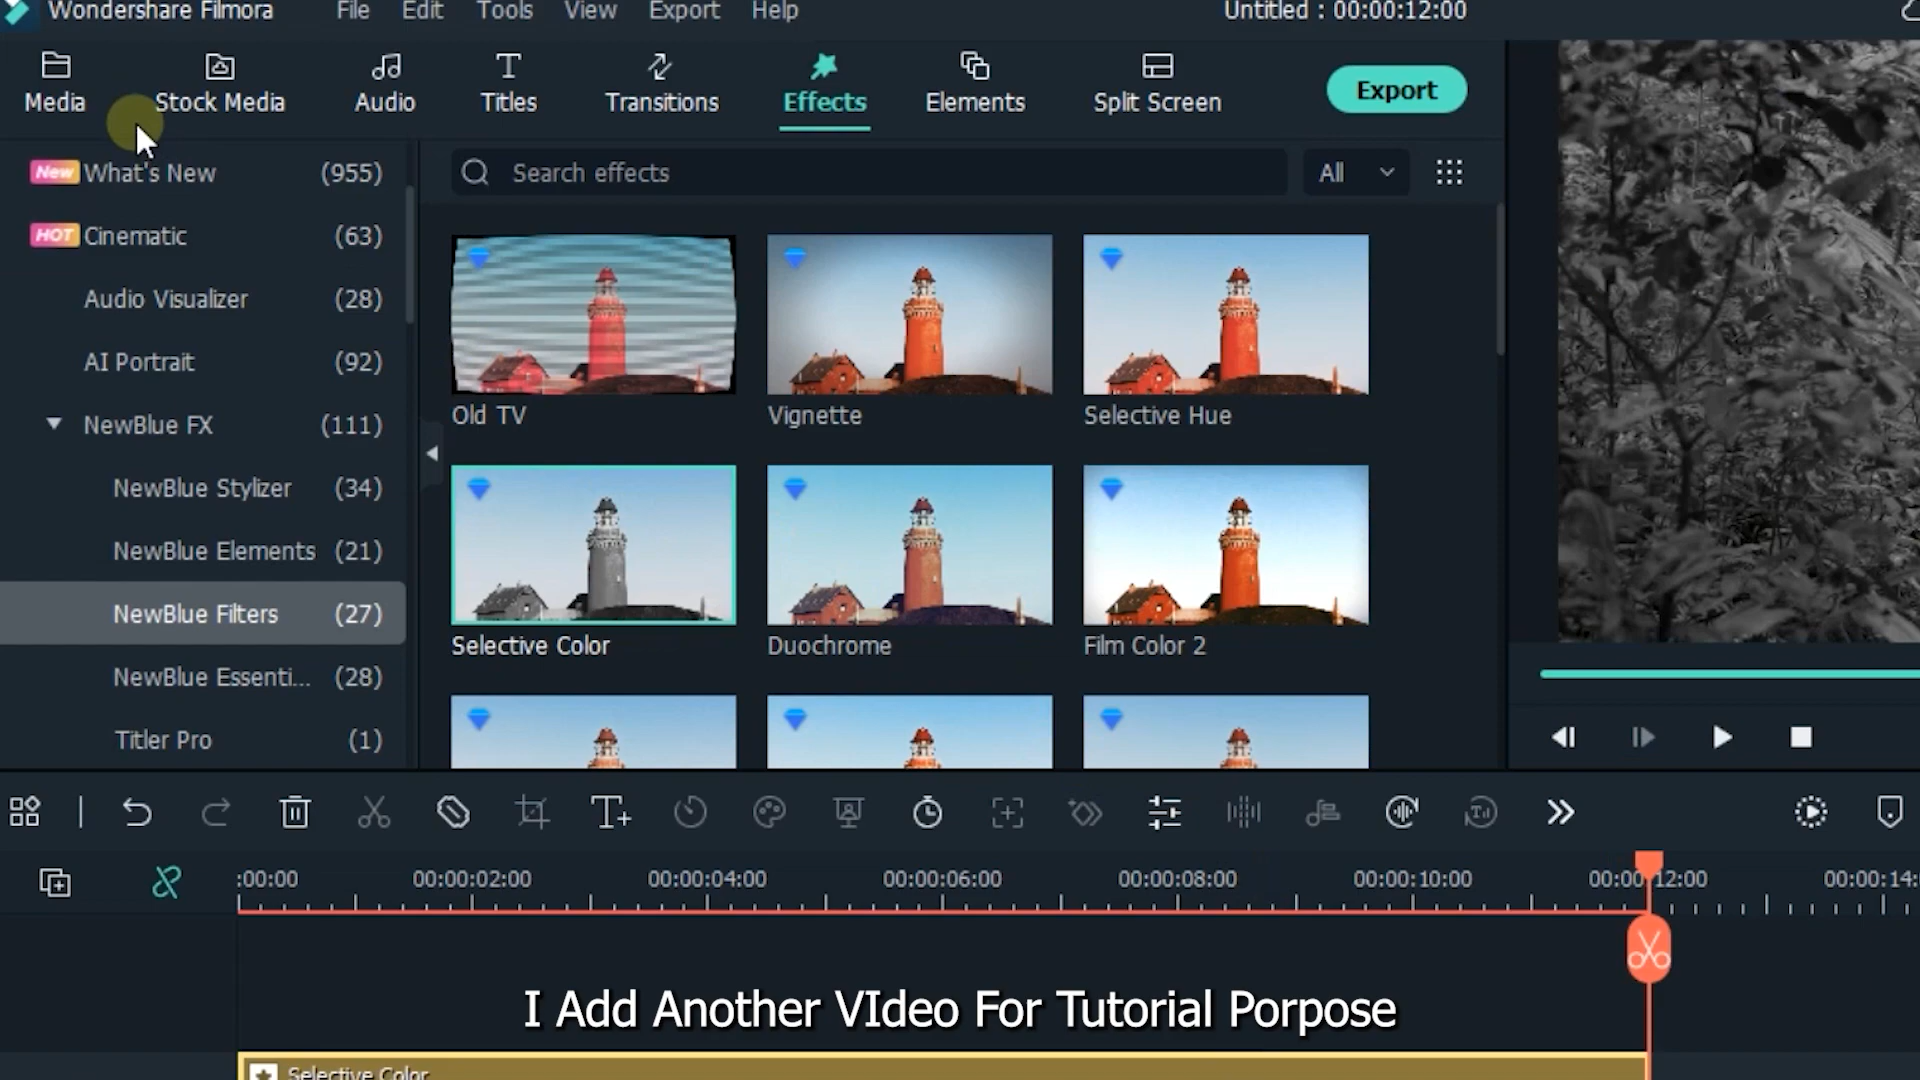 Wondershare Filmora File Edit Tools View Export Help Untitled : 00:00:12:00
Media Stock Media Audio Titles Transitions Effects Elements Split Screen Export
New What's New (955)
Search effects All
HOT Cinematic (63)
Audio Visualizer (28)
AI Portrait (92)
NewBlue FX (111)
NewBlue Stylizer (34)
NewBlue Elements (21)
NewBlue Filters (27)
NewBlue Essenti... (28)
Titler Pro (1)
Old TV Vignette Selective Hue
Selective Color Duochrome Film Color 2
:00:00 00:00:02:00 00:00:04:00 00:00:06:00 00:00:08:00 00:00:10:00 00:00:12:00 00:00:14:
I Add Another VIdeo For Tutorial Porpose
Selective Color